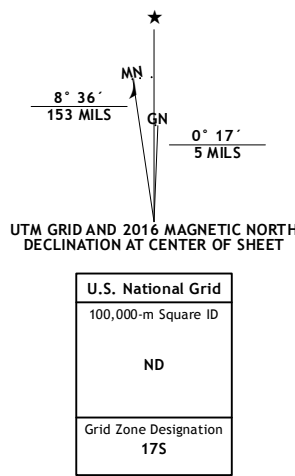 ★
MN
8° 36´
153 MILS
GN
0° 17´
5 MILS
UTM GRID AND 2016 MAGNETIC NORTH
DECLINATION AT CENTER OF SHEET
U.S. National Grid
100,000-m Square ID
ND
Grid Zone Designation
17S